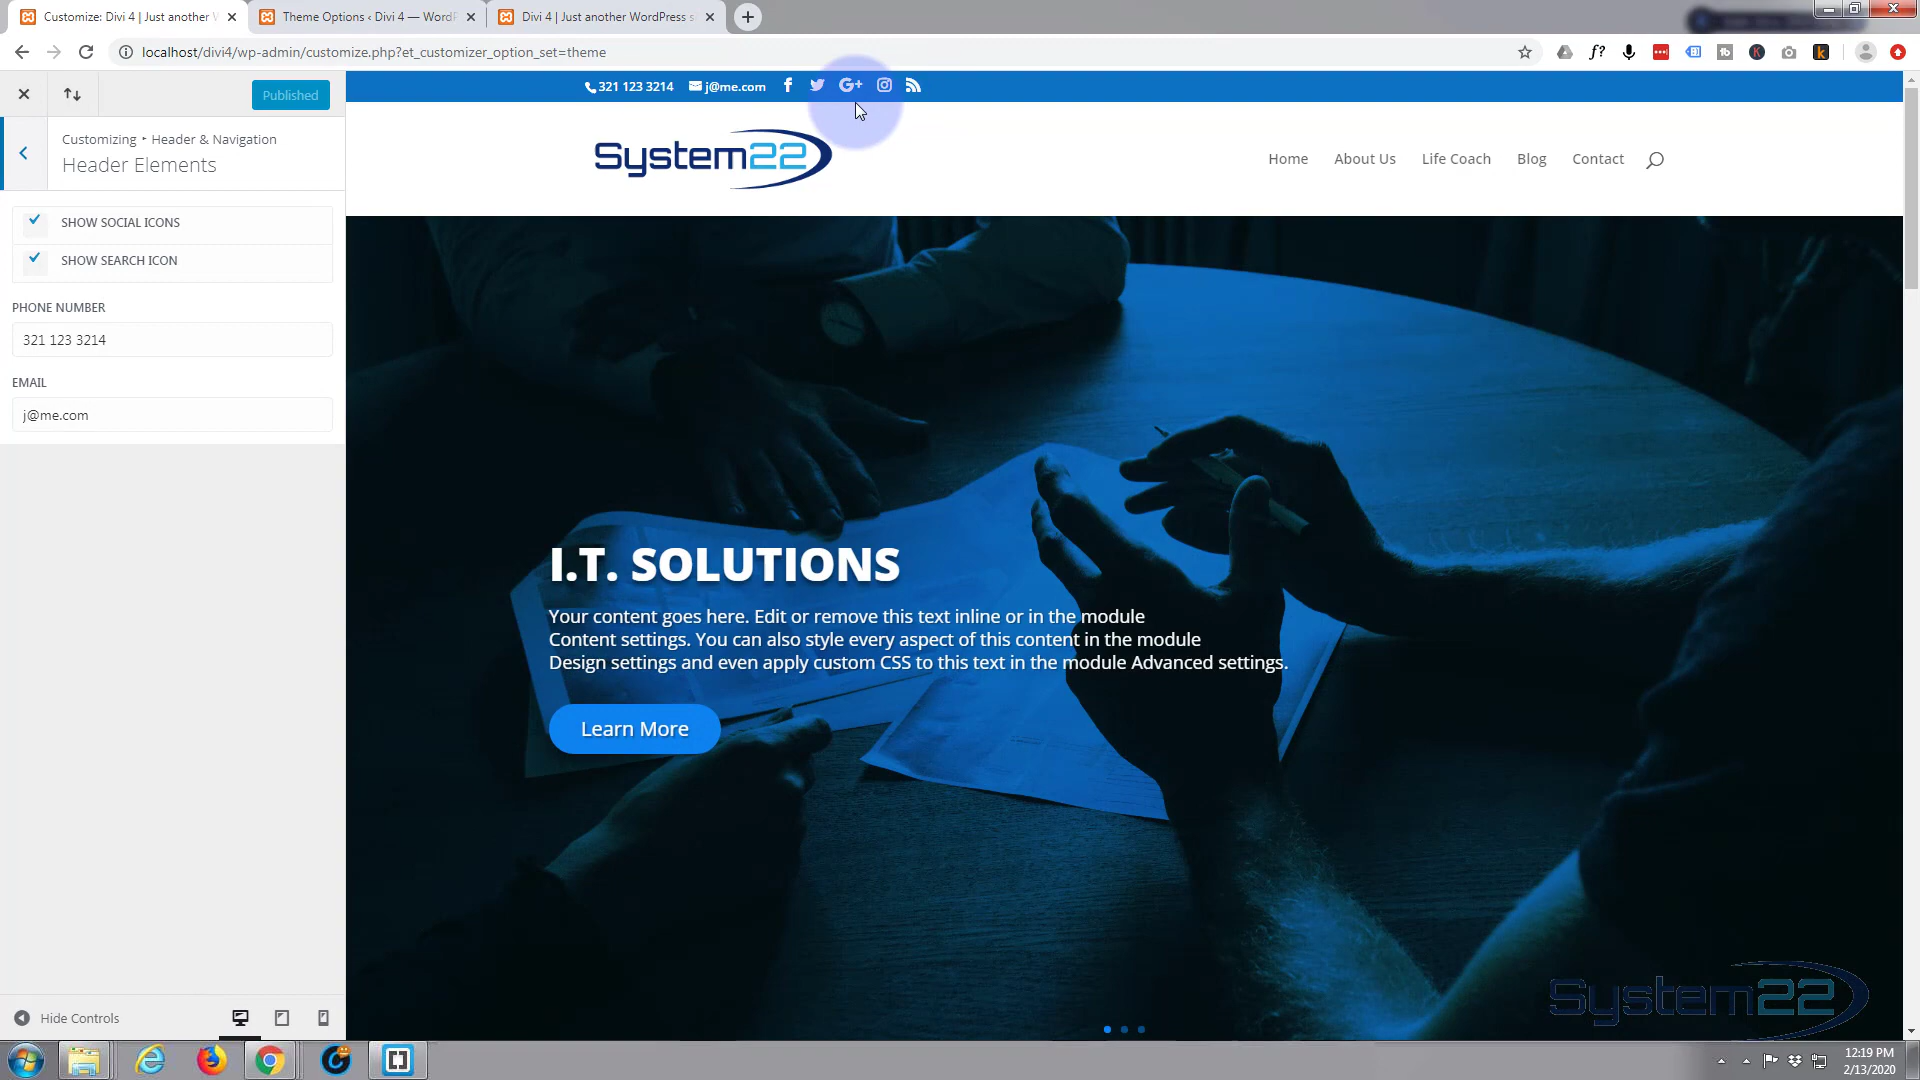 Customize: Divi 4 | Just another W
Theme Options ‹ Divi 4 — WordP
Divi 4 | Just another WordPress s
localhost/divi4/wp-admin/customize.php?et_customizer_option_set=theme
Published
Customizing ‣ Header & Navigation
Header Elements
SHOW SOCIAL ICONS
SHOW SEARCH ICON
PHONE NUMBER
321 123 3214
EMAIL
j@me.com
Hide Controls
321 123 3214 j@me.com
System22
Home About Us Life Coach Blog Contact
I.T. SOLUTIONS
Your content goes here. Edit or remove this text inline or in the module
Content settings. You can also style every aspect of this content in the module
Design settings and even apply custom CSS to this text in the module Advanced settings.
Learn More
System22
12:19 PM
2/13/2020